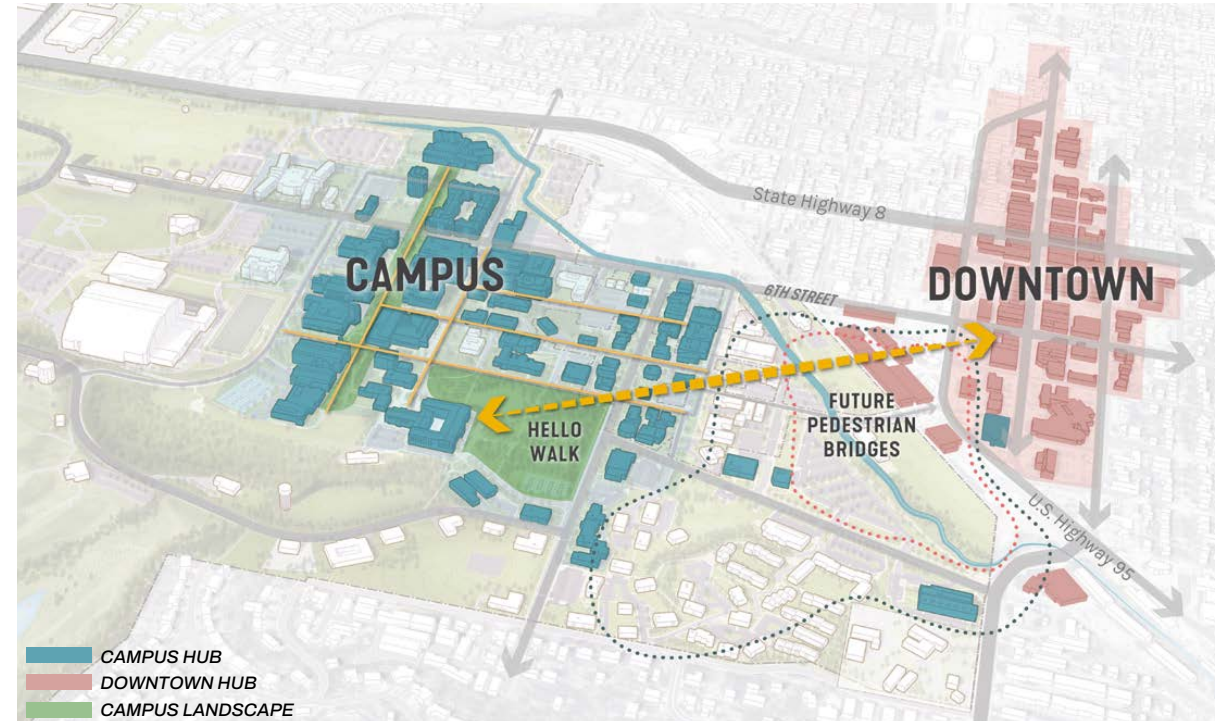 State Highway 8
CAMPUS
DOWNTOWN
6TH STREET
FUTURE
PEDESTRIAN
BRIDGES
HELLO
WALK
U.S. Highway 95
CAMPUS HUB
DOWNTOWN HUB
CAMPUS LANDSCAPE